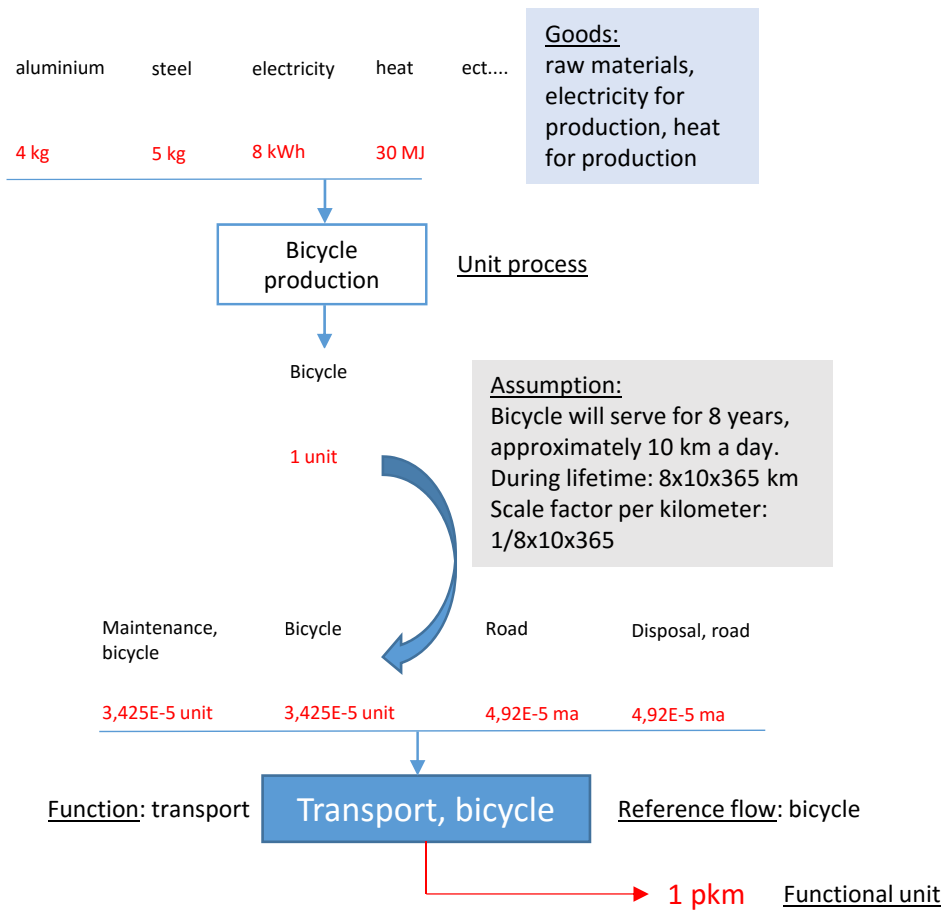 aluminium steel electricity heat ect....
4 kg 5 kg 8 kWh 30 MJ
Goods:
raw materials,
electricity for
production, heat
for production
Bicycle
production
Unit process
Bicycle
1 unit
Assumption:
Bicycle will serve for 8 years,
approximately 10 km a day.
During lifetime: 8x10x365 km
Scale factor per kilometer:
1/8x10x365
Maintenance,
bicycle
Bicycle
Road
Disposal, road
3,425E-5 unit 3,425E-5 unit 4,92E-5 ma 4,92E-5 ma
Function: transport
Transport, bicycle
Reference flow: bicycle
1 pkm
Functional unit